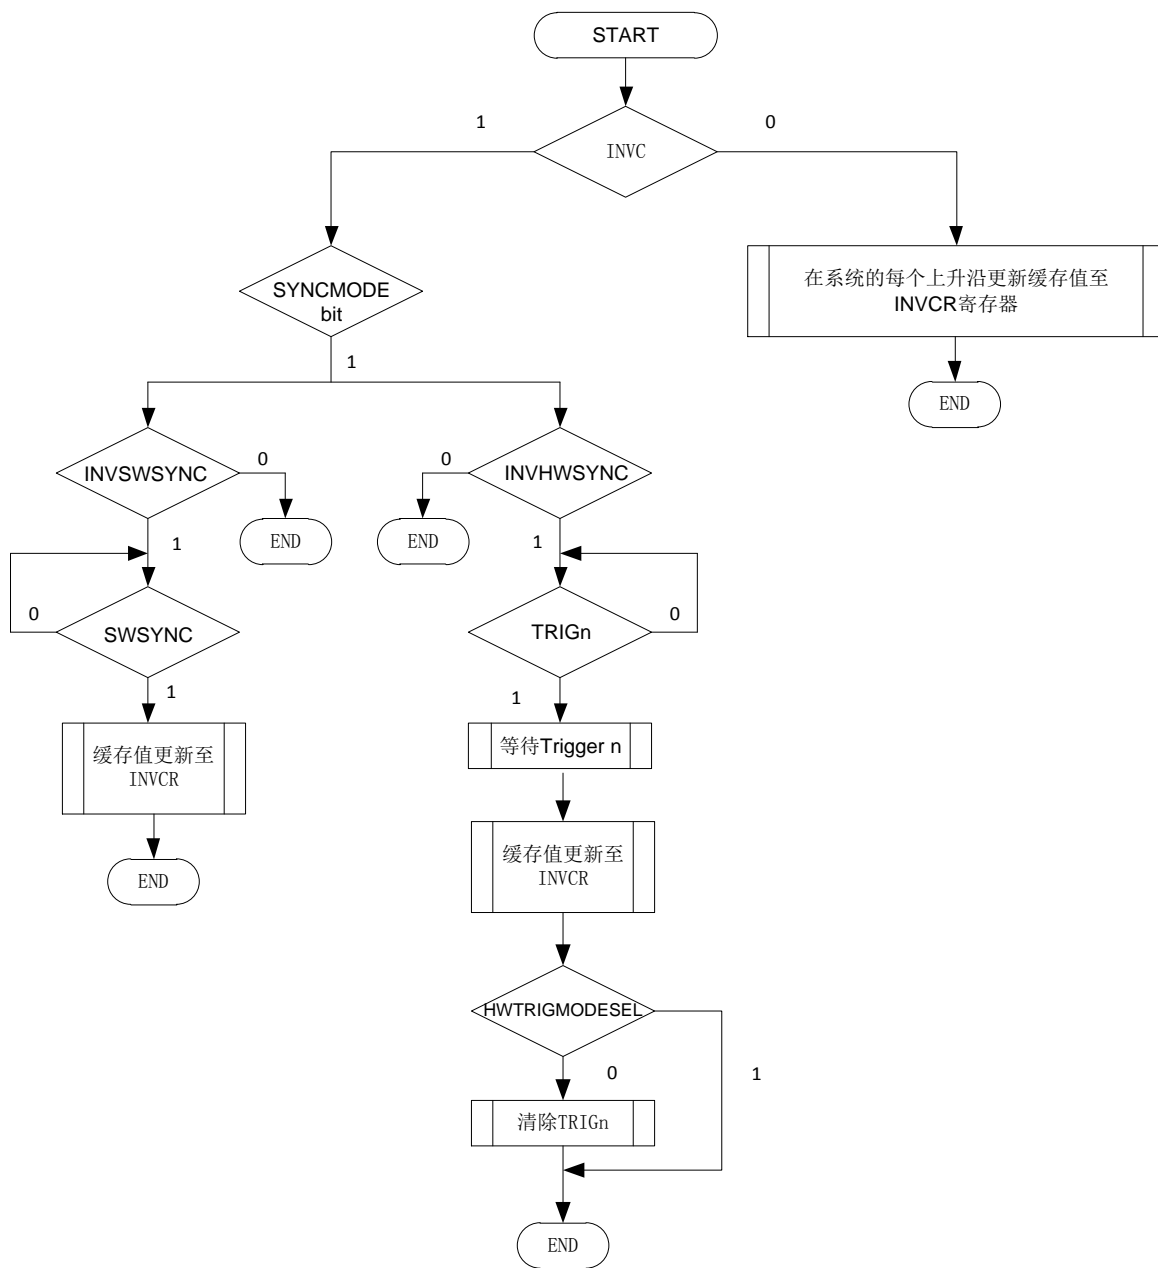 START
1
0
INVC
在系统的每个上升沿更新缓存值至
INVCR寄存器
END
SYNCMODE
bit
1
INVSWSYNC
0
END
1
0
SWSYNC
1
缓存值更新至
INVCR
END
0
INVHWSYNC
END
1
TRIGn
0
1
等待Trigger n
缓存值更新至
INVCR
HWTRIGMODESEL
0
1
清除TRIGn
END